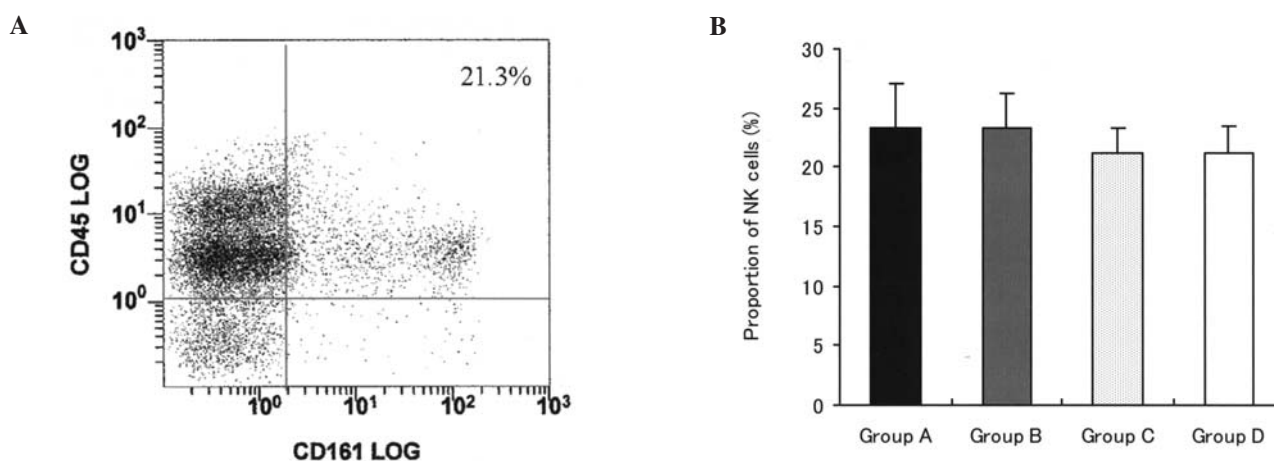 A
10³
10²
10¹
10⁰
CD45 LOG
21.3%
10⁰ 10¹ 10² 10³
CD161 LOG
B
30
25
20
15
10
5
0
Proportion of NK cells (%)
Group A Group B Group C Group D